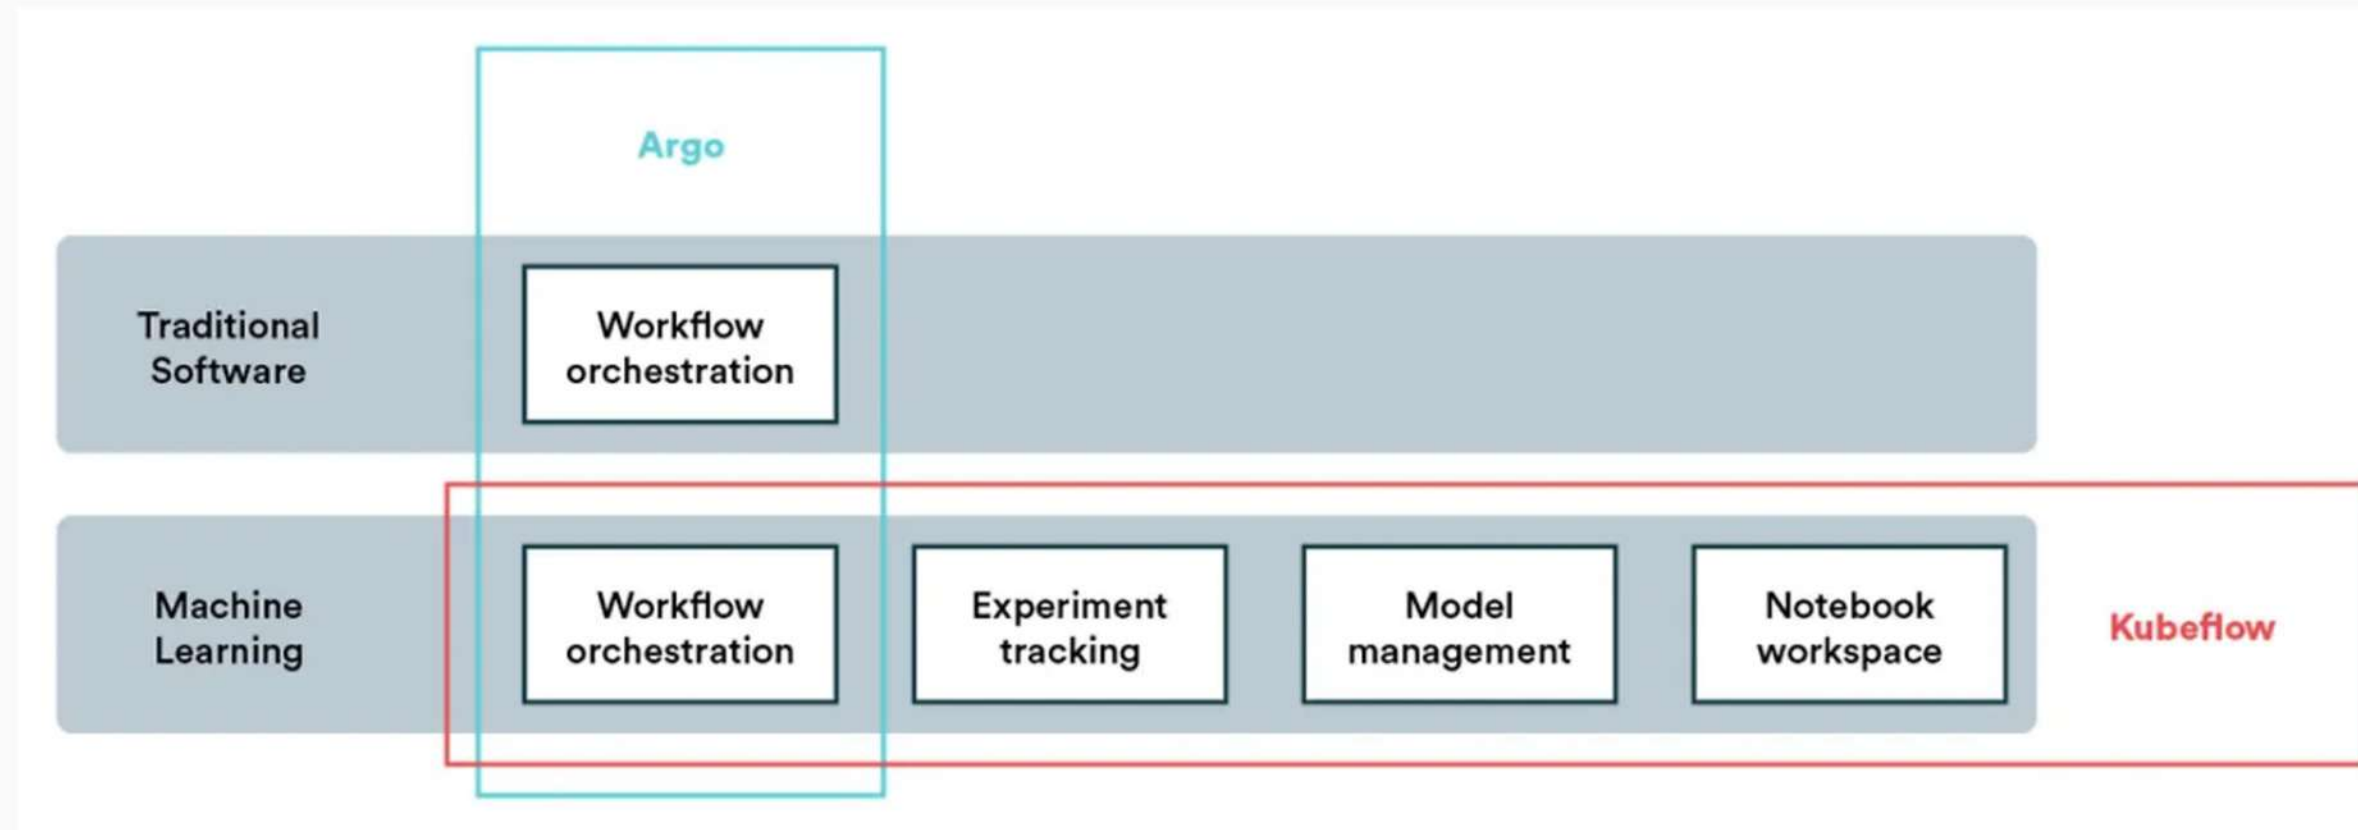 Argo
Traditional
Software
Workflow
orchestration
Machine
Learning
Workflow
orchestration
Experiment
tracking
Model
management
Notebook
workspace
Kubeflow